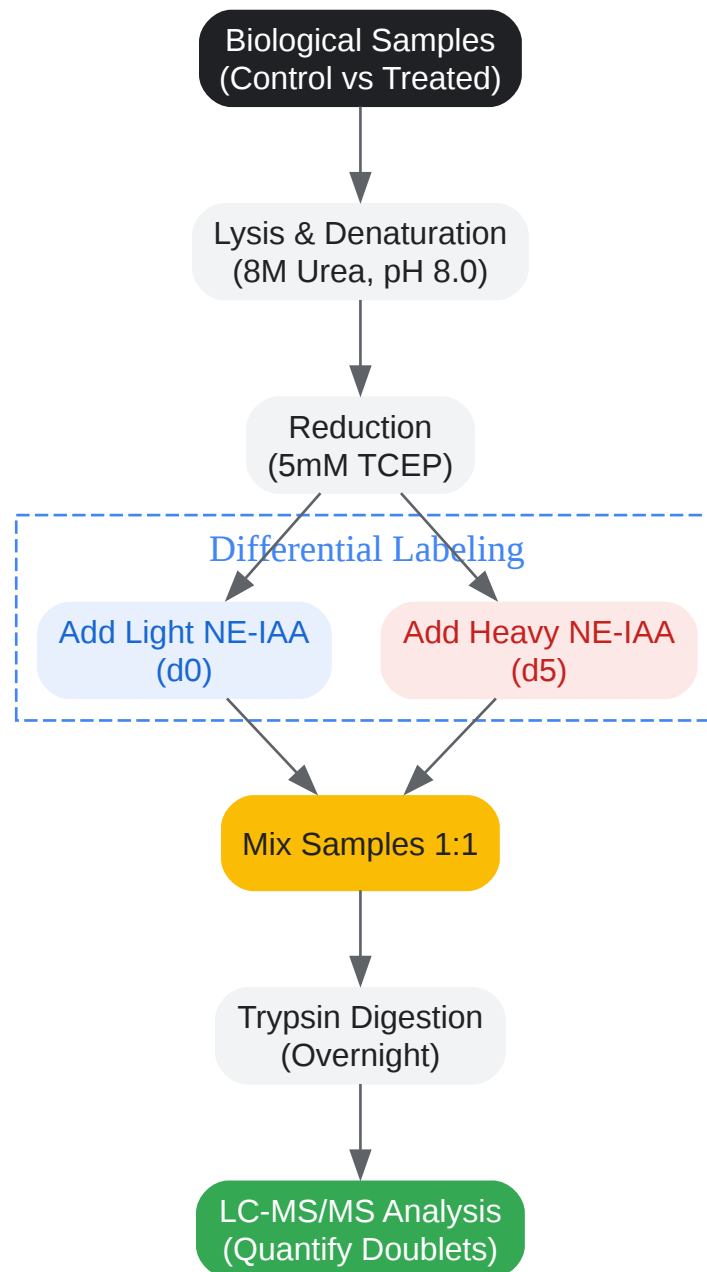 Biological Samples
(Control vs Treated)
Lysis & Denaturation
(8M Urea, pH 8.0)
Reduction
(5mM TCEP)
Differential Labeling
Add Light NE-IAA
(d0)
Add Heavy NE-IAA
(d5)
Mix Samples 1:1
Trypsin Digestion
(Overnight)
LC-MS/MS Analysis
(Quantify Doublets)